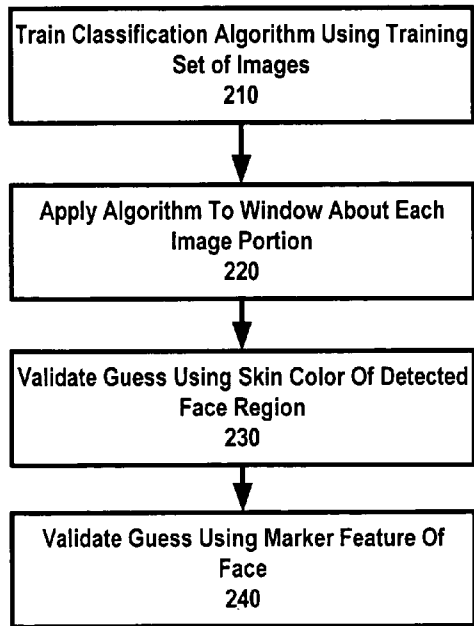 Train Classification Algorithm Using Training
Set of Images
210
Apply Algorithm To Window About Each
Image Portion
220
Validate Guess Using Skin Color Of Detected
Face Region
230
Validate Guess Using Marker Feature Of
Face
240